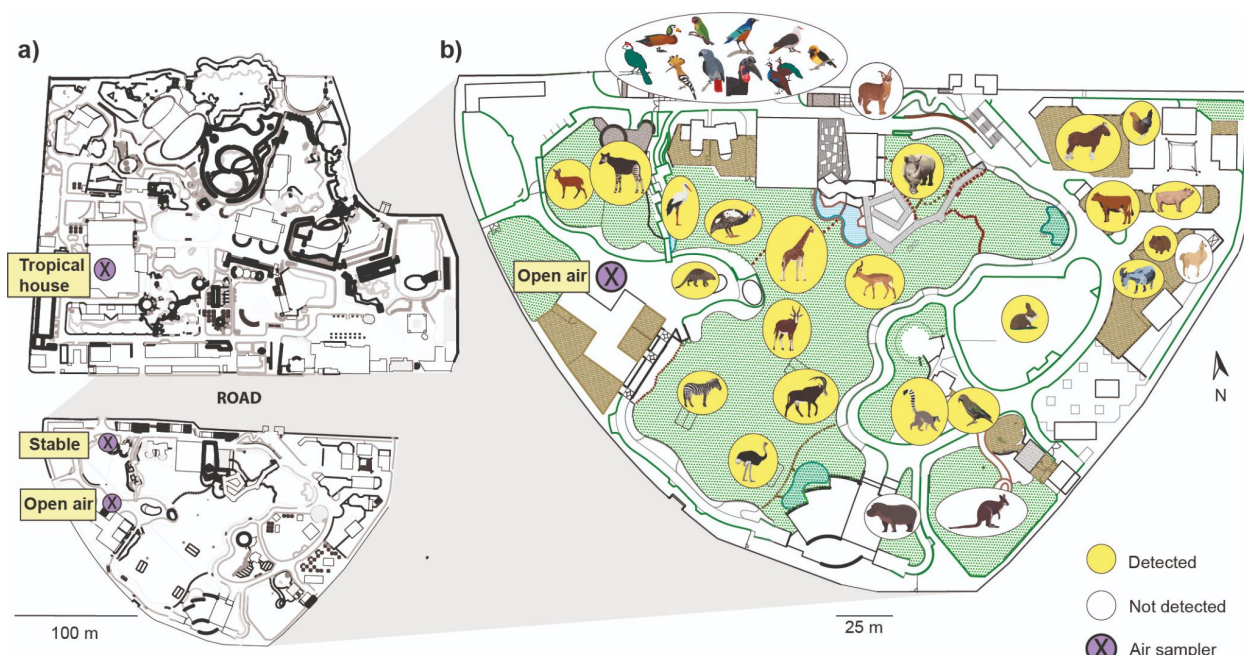 a)
b)
Tropical
house
ROAD
Stable
Open air
100 m
Open air
N
25 m
Detected
Not detected
X Air sampler
X
X
X
X